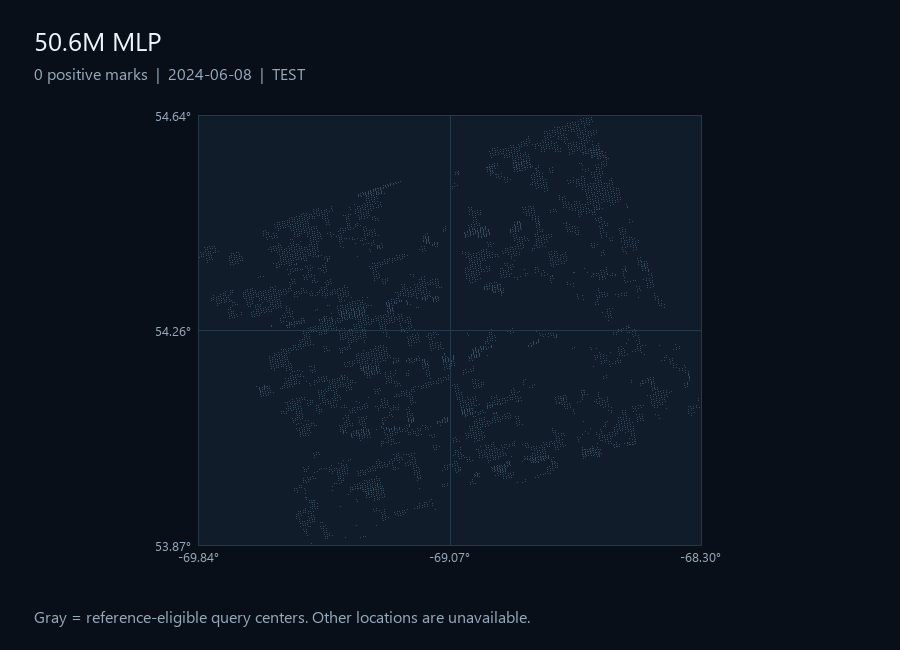 50.6M MLP
0 positive marks | 2024-06-08 | TEST
54.64°
54.26°
53.87°
-69.84° -69.07° -68.30°
Gray = reference-eligible query centers. Other locations are unavailable.